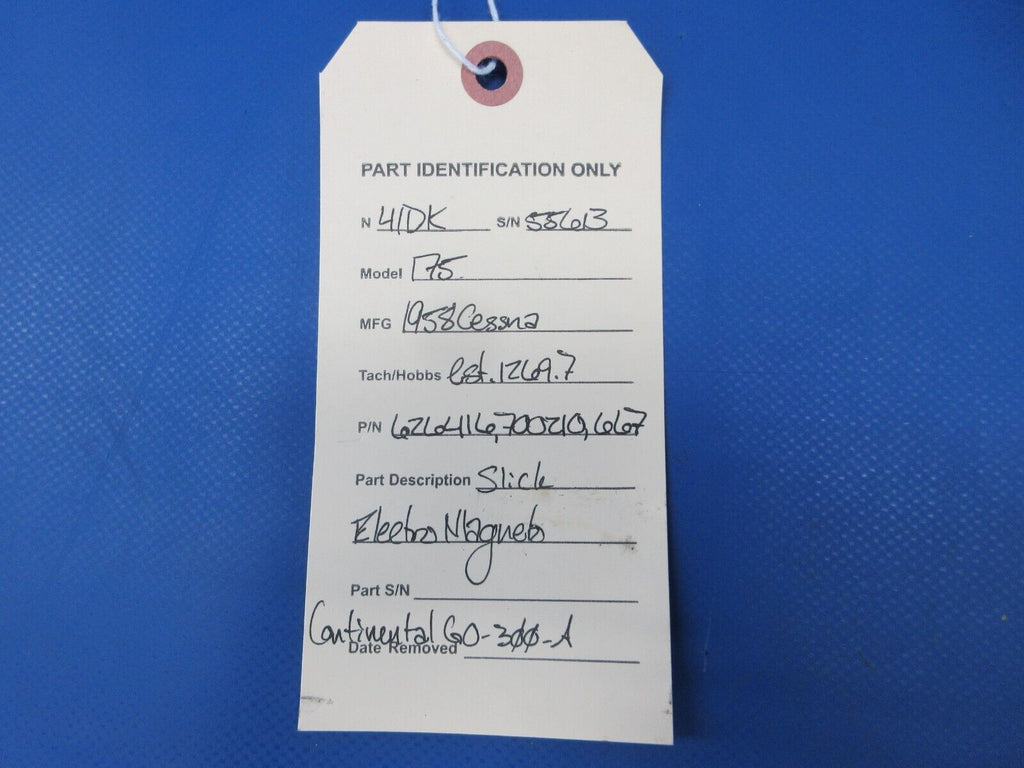 PART IDENTIFICATION ONLY
N 41DK S/N 55613
Model 175
MFG 1958 Cessna
Tach/Hobbs Est. 1269.7
P/N 626416, 700210, 667
Part Description Slick
Electro Magneto
Part S/N
Continental GO-300-A
Date Removed